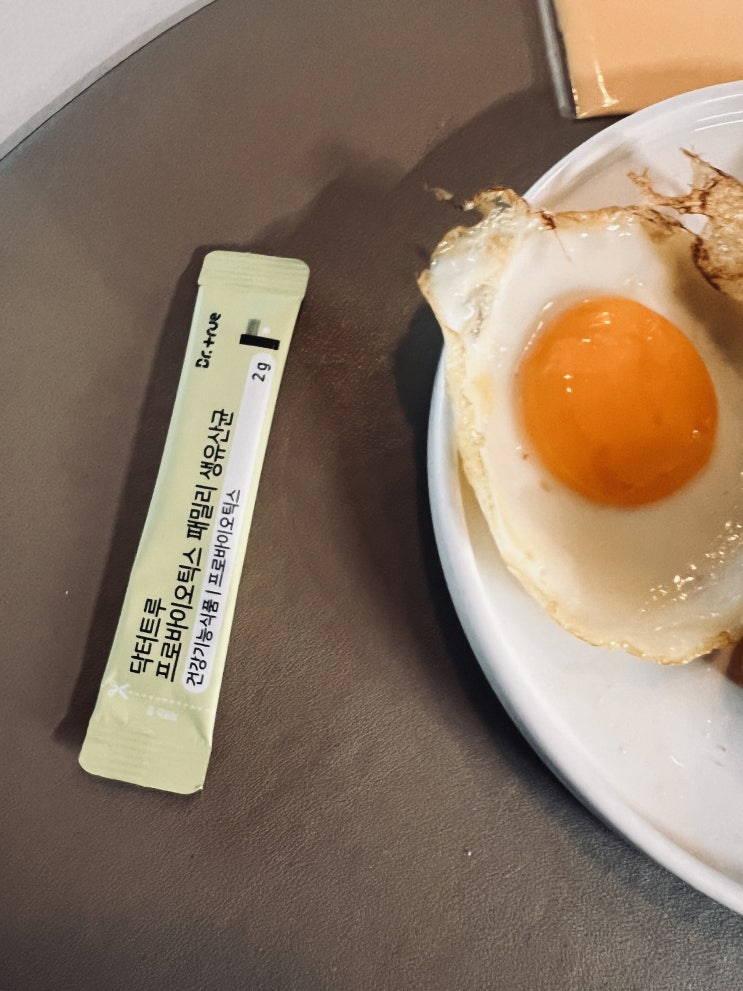 Dr.true
닥터트루
프로바이오틱스 패밀리 생유산균
건강기능식품 | 프로바이오틱스
2g